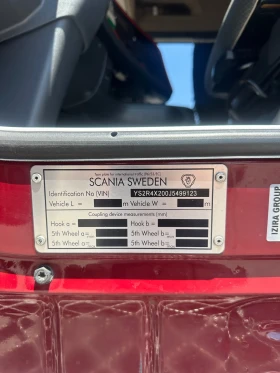 SCANIA SWEDEN
Identification No (VIN) YS2R4X200J5499123
Vehicle L = m Vehicle W = m
Coupling device measurement (mm)
Hook a = Hook b =
5th Wheel a= 5th Wheel b=
5th Wheel a= 5th Wheel b=
IZIRA GROUP